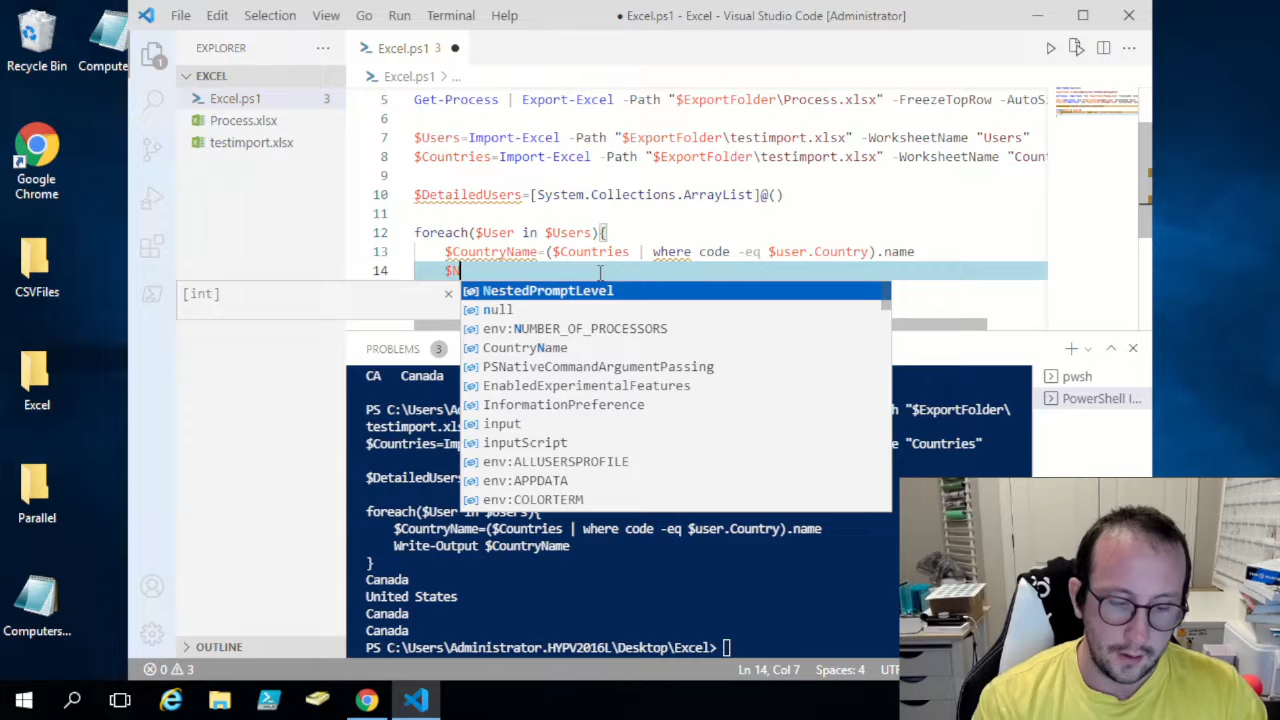 File Edit Selection View Go Run Terminal Help
● Excel.ps1 - Excel - Visual Studio Code [Administrator]
Recycle Bin
Compute
Google
Chrome
CSVFiles
Excel
Parallel
Computers...
1
EXPLORER ...
EXCEL
Excel.ps1 3
Process.xlsx
testimport.xlsx
OUTLINE
Excel.ps1 3 ●
Excel.ps1 > ...
Get-Process | Export-Excel -Path "$ExportFolder\Process.xlsx" -FreezeTopRow -AutoS
7 $Users=Import-Excel -Path "$ExportFolder\testimport.xlsx" -WorksheetName "Users"
8 $Countries=Import-Excel -Path "$ExportFolder\testimport.xlsx" -WorksheetName "Coun
9
10 $DetailedUsers=[System.Collections.ArrayList]@()
11
12 foreach($User in $Users){
13 $CountryName=($Countries | where code -eq $user.Country).name
14 $N
[int]
NestedPromptLevel
null
env:NUMBER_OF_PROCESSORS
CountryName
PSNativeCommandArgumentPassing
EnabledExperimentalFeatures
InformationPreference
input
inputScript
env:ALLUSERSPROFILE
env:APPDATA
env:COLORTERM
PROBLEMS 3
pwsh
PowerShell I...
CA Canada
PS C:\Users\A
h "$ExportFolder\
testimport.xls
$Countries=Im
e "Countries"
$DetailedUsers
foreach($User in $Users){
$CountryName=($Countries | where code -eq $user.Country).name
Write-Output $CountryName
}
Canada
United States
Canada
Canada
PS C:\Users\Administrator.HYPV2016L\Desktop\Excel>
0 3
Ln 14, Col 7 Spaces: 4 UTF